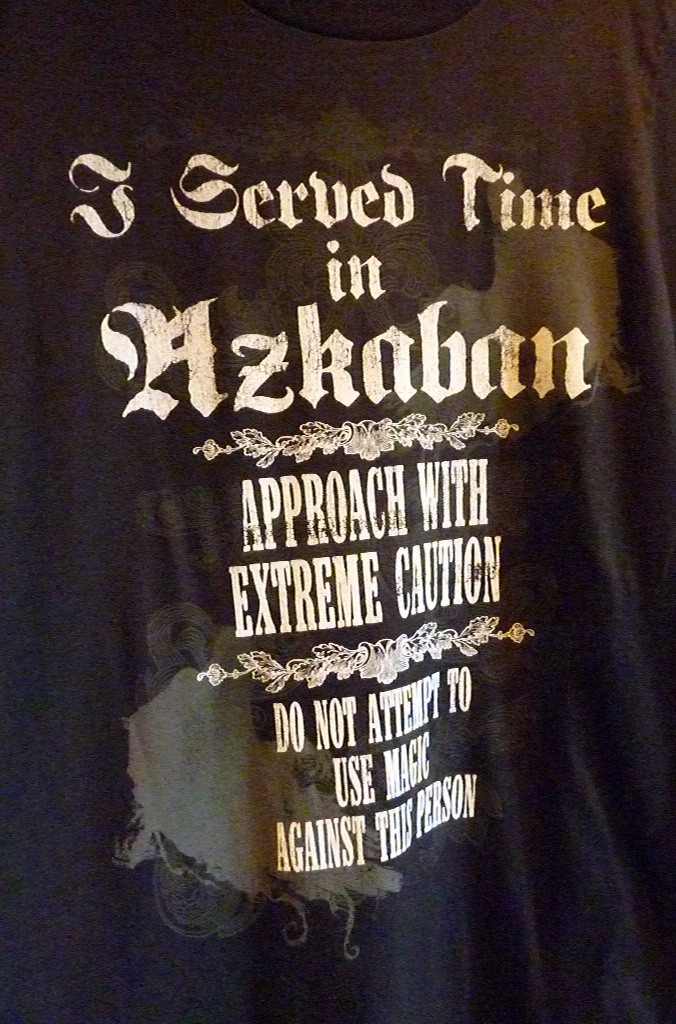 I Served Time
in
Azkaban
APPROACH WITH
EXTREME CAUTION
DO NOT ATTEMPT TO
USE MAGIC
AGAINST THIS PERSON